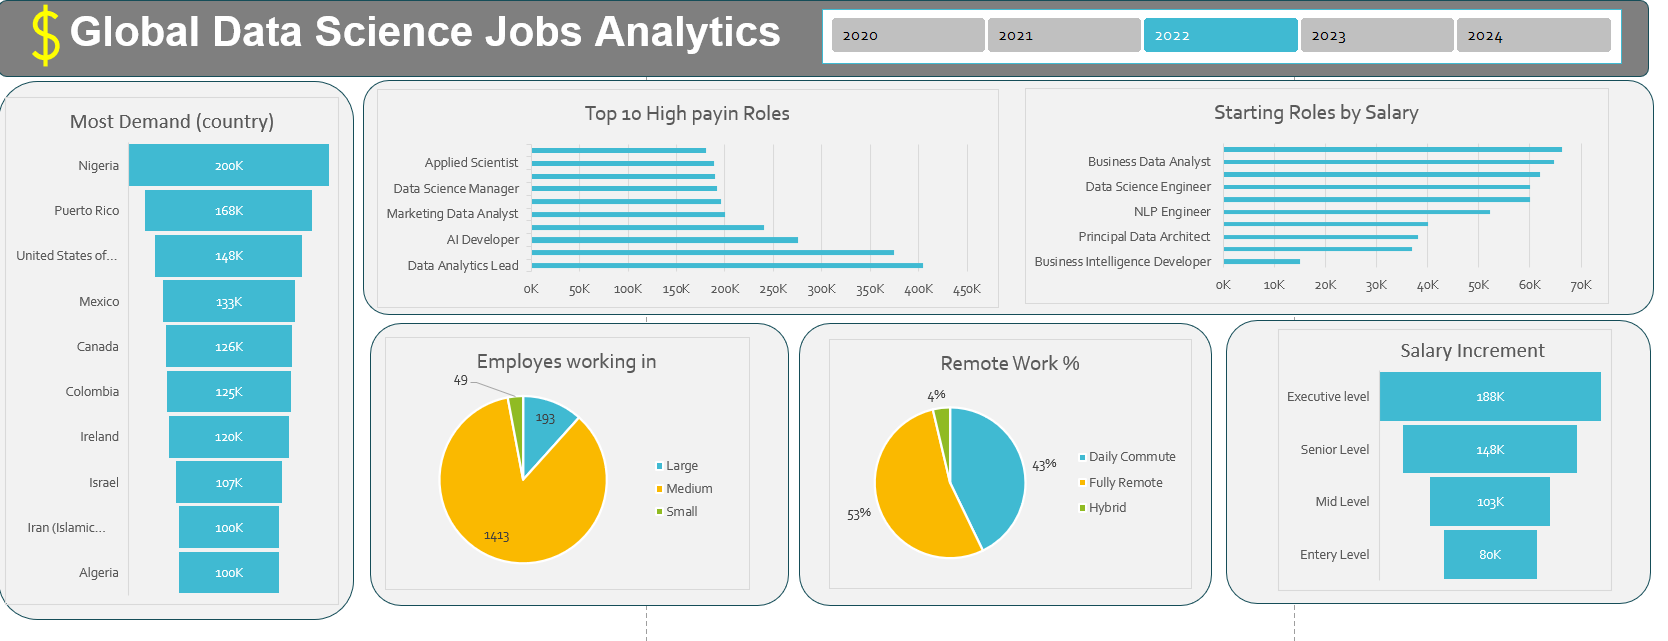 $ Global Data Science Jobs Analytics
2020
2021
2022
2023
2024
Most Demand (country)
Nigeria
200K
Puerto Rico
168K
United States of...
148K
Mexico
133K
Canada
126K
Colombia
125K
Ireland
120K
Israel
107K
Iran (Islamic...
100K
Algeria
100K
Top 10 High payin Roles
Applied Scientist
Data Science Manager
Marketing Data Analyst
AI Developer
Data Analytics Lead
0K 50K 100K 150K 200K 250K 300K 350K 400K 450K
Starting Roles by Salary
Business Data Analyst
Data Science Engineer
NLP Engineer
Principal Data Architect
Business Intelligence Developer
0K 10K 20K 30K 40K 50K 60K 70K
Employes working in
49
193
1413
Large
Medium
Small
Remote Work %
4%
43%
53%
Daily Commute
Fully Remote
Hybrid
Salary Increment
Executive level
188K
Senior Level
148K
Mid Level
103K
Entery Level
80K